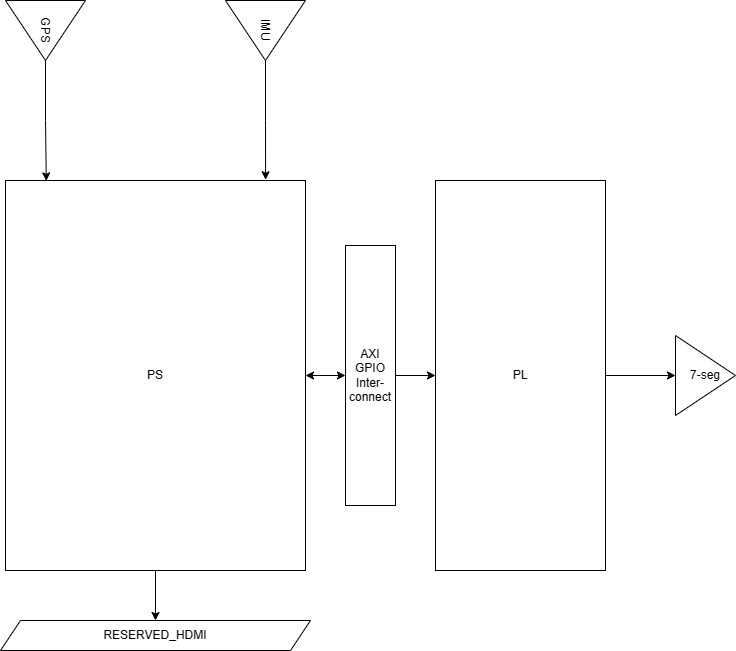 GPS
IMU
PS
AXI
GPIO
Inter-
connect
PL
7-seg
RESERVED_HDMI